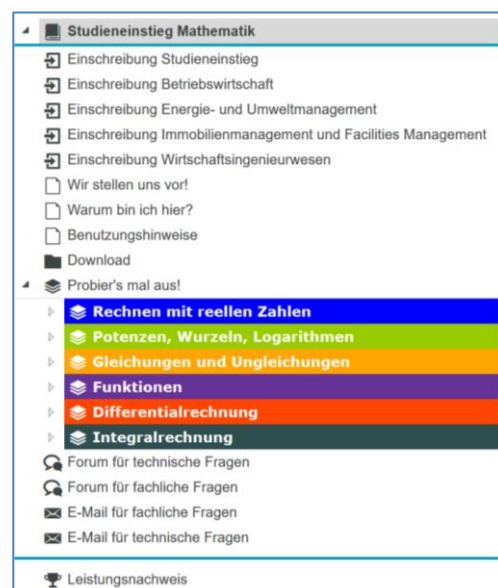 Studieneinstieg Mathematik
Einschreibung Studieneinstieg
Einschreibung Betriebswirtschaft
Einschreibung Energie- und Umweltmanagement
Einschreibung Immobilienmanagement und Facilities Management
Einschreibung Wirtschaftsingenieurwesen
Wir stellen uns vor!
Warum bin ich hier?
Benutzungshinweise
Download
Probier's mal aus!
Rechnen mit reellen Zahlen
Potenzen, Wurzeln, Logarithmen
Gleichungen und Ungleichungen
Funktionen
Differentialrechnung
Integralrechnung
Forum für technische Fragen
Forum für fachliche Fragen
E-Mail für fachliche Fragen
E-Mail für technische Fragen
Leistungsnachweis